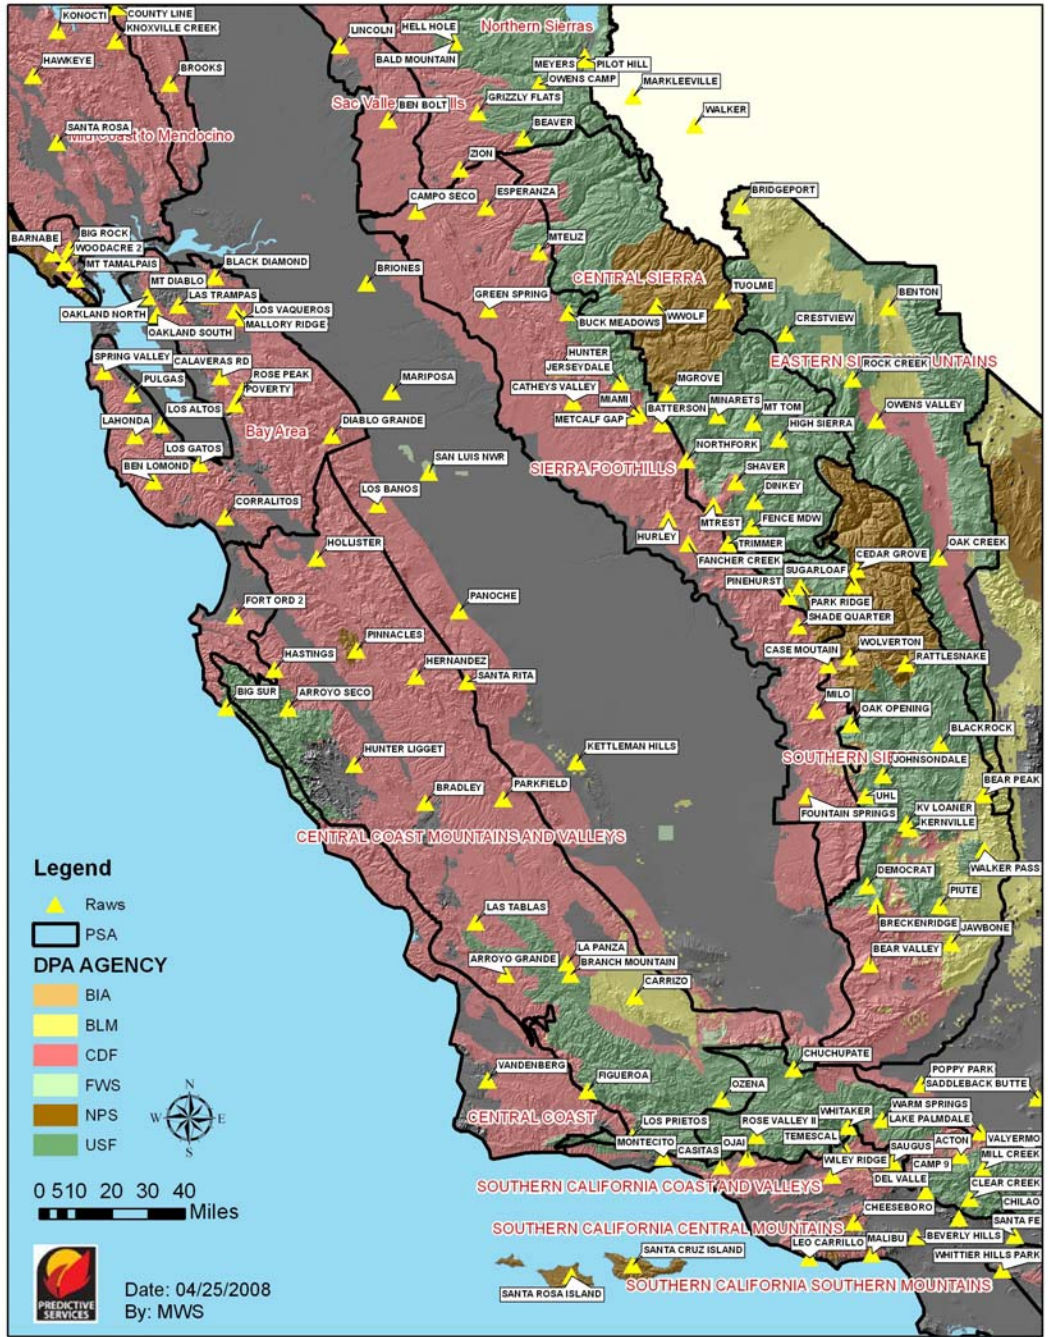 KONOCTI
COUNTY LINE
KNOXVILLE CREEK
LINCOLN
HELL HOLE
Northern Sierras
BALD MOUNTAIN
HAWKEYE
BROOKS
MEYERS
PILOT HILL
OWENS CAMP
MARKLEEVILLE
GRIZZLY FLATS
BEN BOLT
WALKER
SANTA ROSA
Mid Coast to Mendocino
BEAVER
ZION
CAMPO SECO
ESPERANZA
BRIDGEPORT
BARNABE
BIG ROCK
WOODACRE 2
MT TAMALPAIS
BLACK DIAMOND
MTELIZ
MT DIABLO
BRIONES
CENTRAL SIERRA
LAS TRAMPAS
GREEN SPRING
TUOLME
BENTON
OAKLAND NORTH
LOS VAQUEROS
MALLORY RIDGE
BUCK MEADOWS
WWOLF
OAKLAND SOUTH
CRESTVIEW
SPRING VALLEY
CALAVERAS RD
HUNTER
JERSEYDALE
ROCK CREEK
PULGAS
ROSE PEAK
POVERTY
MARIPOSA
CATHEYS VALLEY
MGROVE
MIAMI
MINARETS
LOS ALTOS
LAHONDA
DIABLO GRANDE
METCALF GAP
BATTERSON
MT TOM
OWENS VALLEY
Bay Area
HIGH SIERRA
LOS GATOS
NORTHFORK
BEN LOMOND
SAN LUIS NWR
SIERRA FOOTHILLS
SHAVER
LOS BANOS
DINKEY
CORRALITOS
MTREST
FENCE MDW
HURLEY
TRIMMER
HOLLISTER
FANCHER CREEK
CEDAR GROVE
OAK CREEK
SUGARLOAF
PINEHURST
FORT ORD 2
PANOCHE
PARK RIDGE
SHADE QUARTER
PINNACLES
CASE MOUTAIN
WOLVERTON
HASTINGS
HERNANDEZ
RATTLESNAKE
SANTA RITA
BIG SUR
ARROYO SECO
MILO
OAK OPENING
BLACKROCK
HUNTER LIGGET
KETTLEMAN HILLS
JOHNSONDALE
BRADLEY
PARKFIELD
BEAR PEAK
UHL
FOUNTAIN SPRINGS
KV LOANER
KERNVILLE
CENTRAL COAST MOUNTAINS AND VALLEYS
WALKER PASS
DEMOCRAT
PIUTE
LAS TABLAS
BRECKENRIDGE
JAWBONE
LA PANZA
BEAR VALLEY
ARROYO GRANDE
BRANCH MOUNTAIN
CARRIZO
CHUCHUPATE
VANDENBERG
FIGUEROA
POPPY PARK
OZENA
SADDLEBACK BUTTE
WARM SPRINGS
CENTRAL COAST
LOS PRIETOS
ROSE VALLEY II
WHITAKER
LAKE PALMDALE
MONTECITO
CASITAS
OJAI
TEMESCAL
SAUGUS
ACTON
VALYERMO
WILEY RIDGE
CAMP 9
MILL CREEK
DEL VALLE
CLEAR CREEK
SOUTHERN CALIFORNIA COAST AND VALLEYS
CHEESEBORO
CHILAO
SOUTHERN CALIFORNIA CENTRAL MOUNTAINS
SANTA FE
LEO CARRILLO
MALIBU
BEVERLY HILLS
SANTA CRUZ ISLAND
WHITTIER HILLS PARK
SANTA ROSA ISLAND
SOUTHERN CALIFORNIA SOUTHERN MOUNTAINS
Legend
Raws
PSA
DPA AGENCY
BIA
BLM
CDF
FWS
NPS
USF
N
W E
S
0 5 10 20 30 40
Miles
PREDICTIVE
SERVICES
Date: 04/25/2008
By: MWS